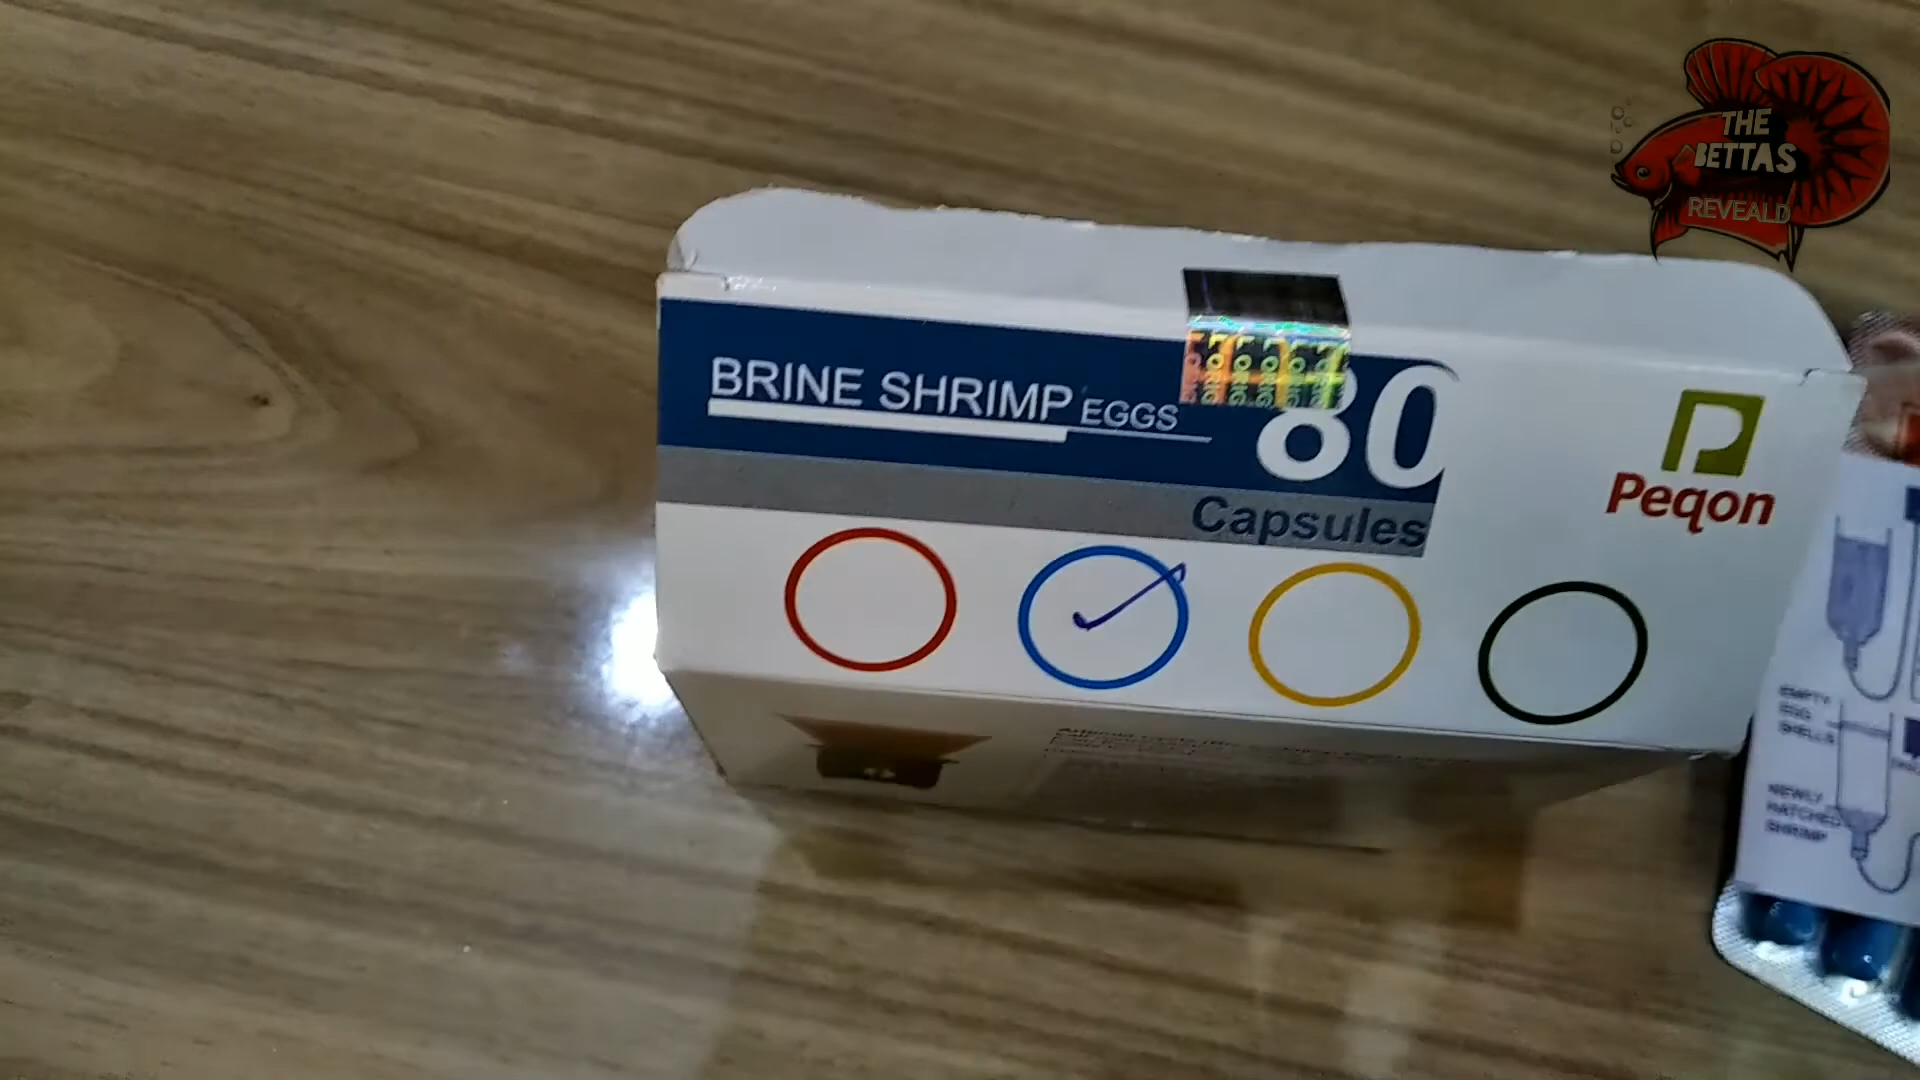 THE
BETTAS
REVEALD
BRINE SHRIMP EGGS 80
Capsules
Peqon
EMPTY
EGG
SHELLS
NEWLY
HATCHED
SHRIMP